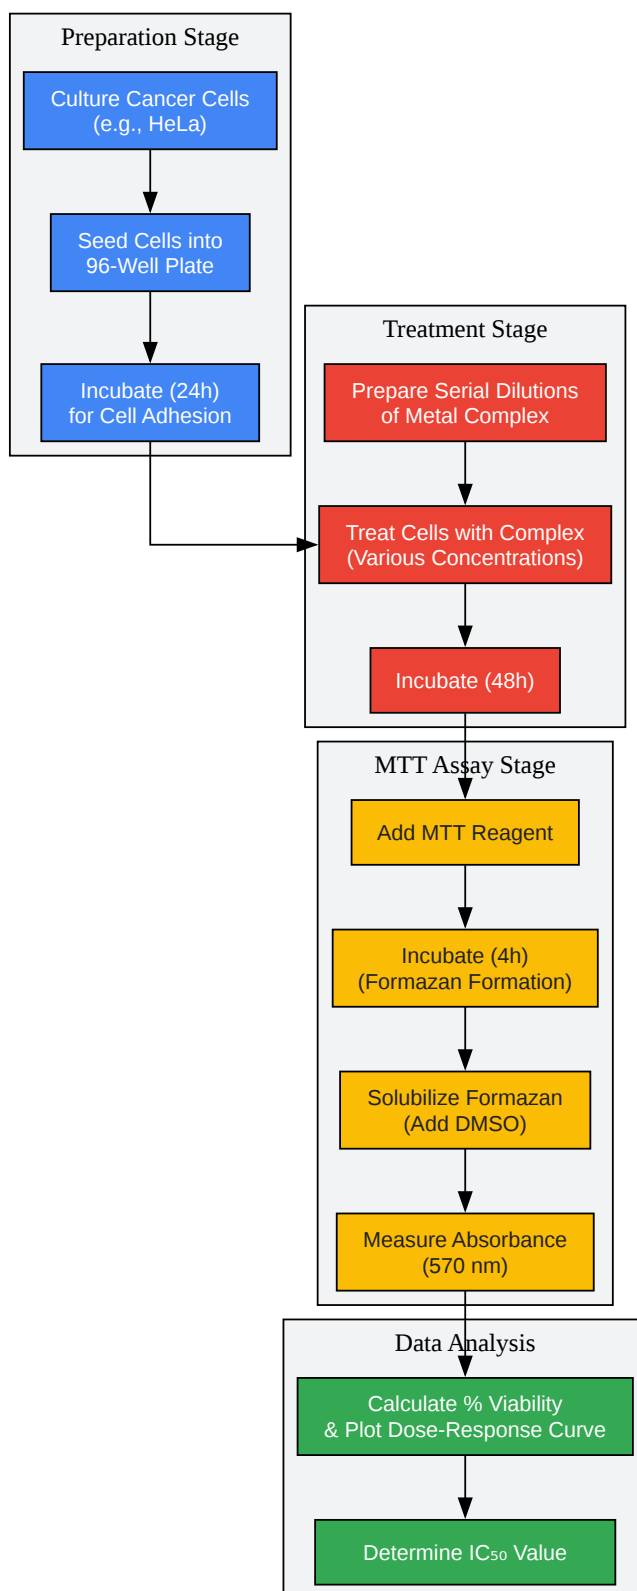 Preparation Stage
Culture Cancer Cells
(e.g., HeLa)
Seed Cells into
96-Well Plate
Incubate (24h)
for Cell Adhesion
Treatment Stage
Prepare Serial Dilutions
of Metal Complex
Treat Cells with Complex
(Various Concentrations)
Incubate (48h)
MTT Assay Stage
Add MTT Reagent
Incubate (4h)
(Formazan Formation)
Solubilize Formazan
(Add DMSO)
Measure Absorbance
(570 nm)
Data Analysis
Calculate % Viability
& Plot Dose-Response Curve
Determine IC₅₀ Value